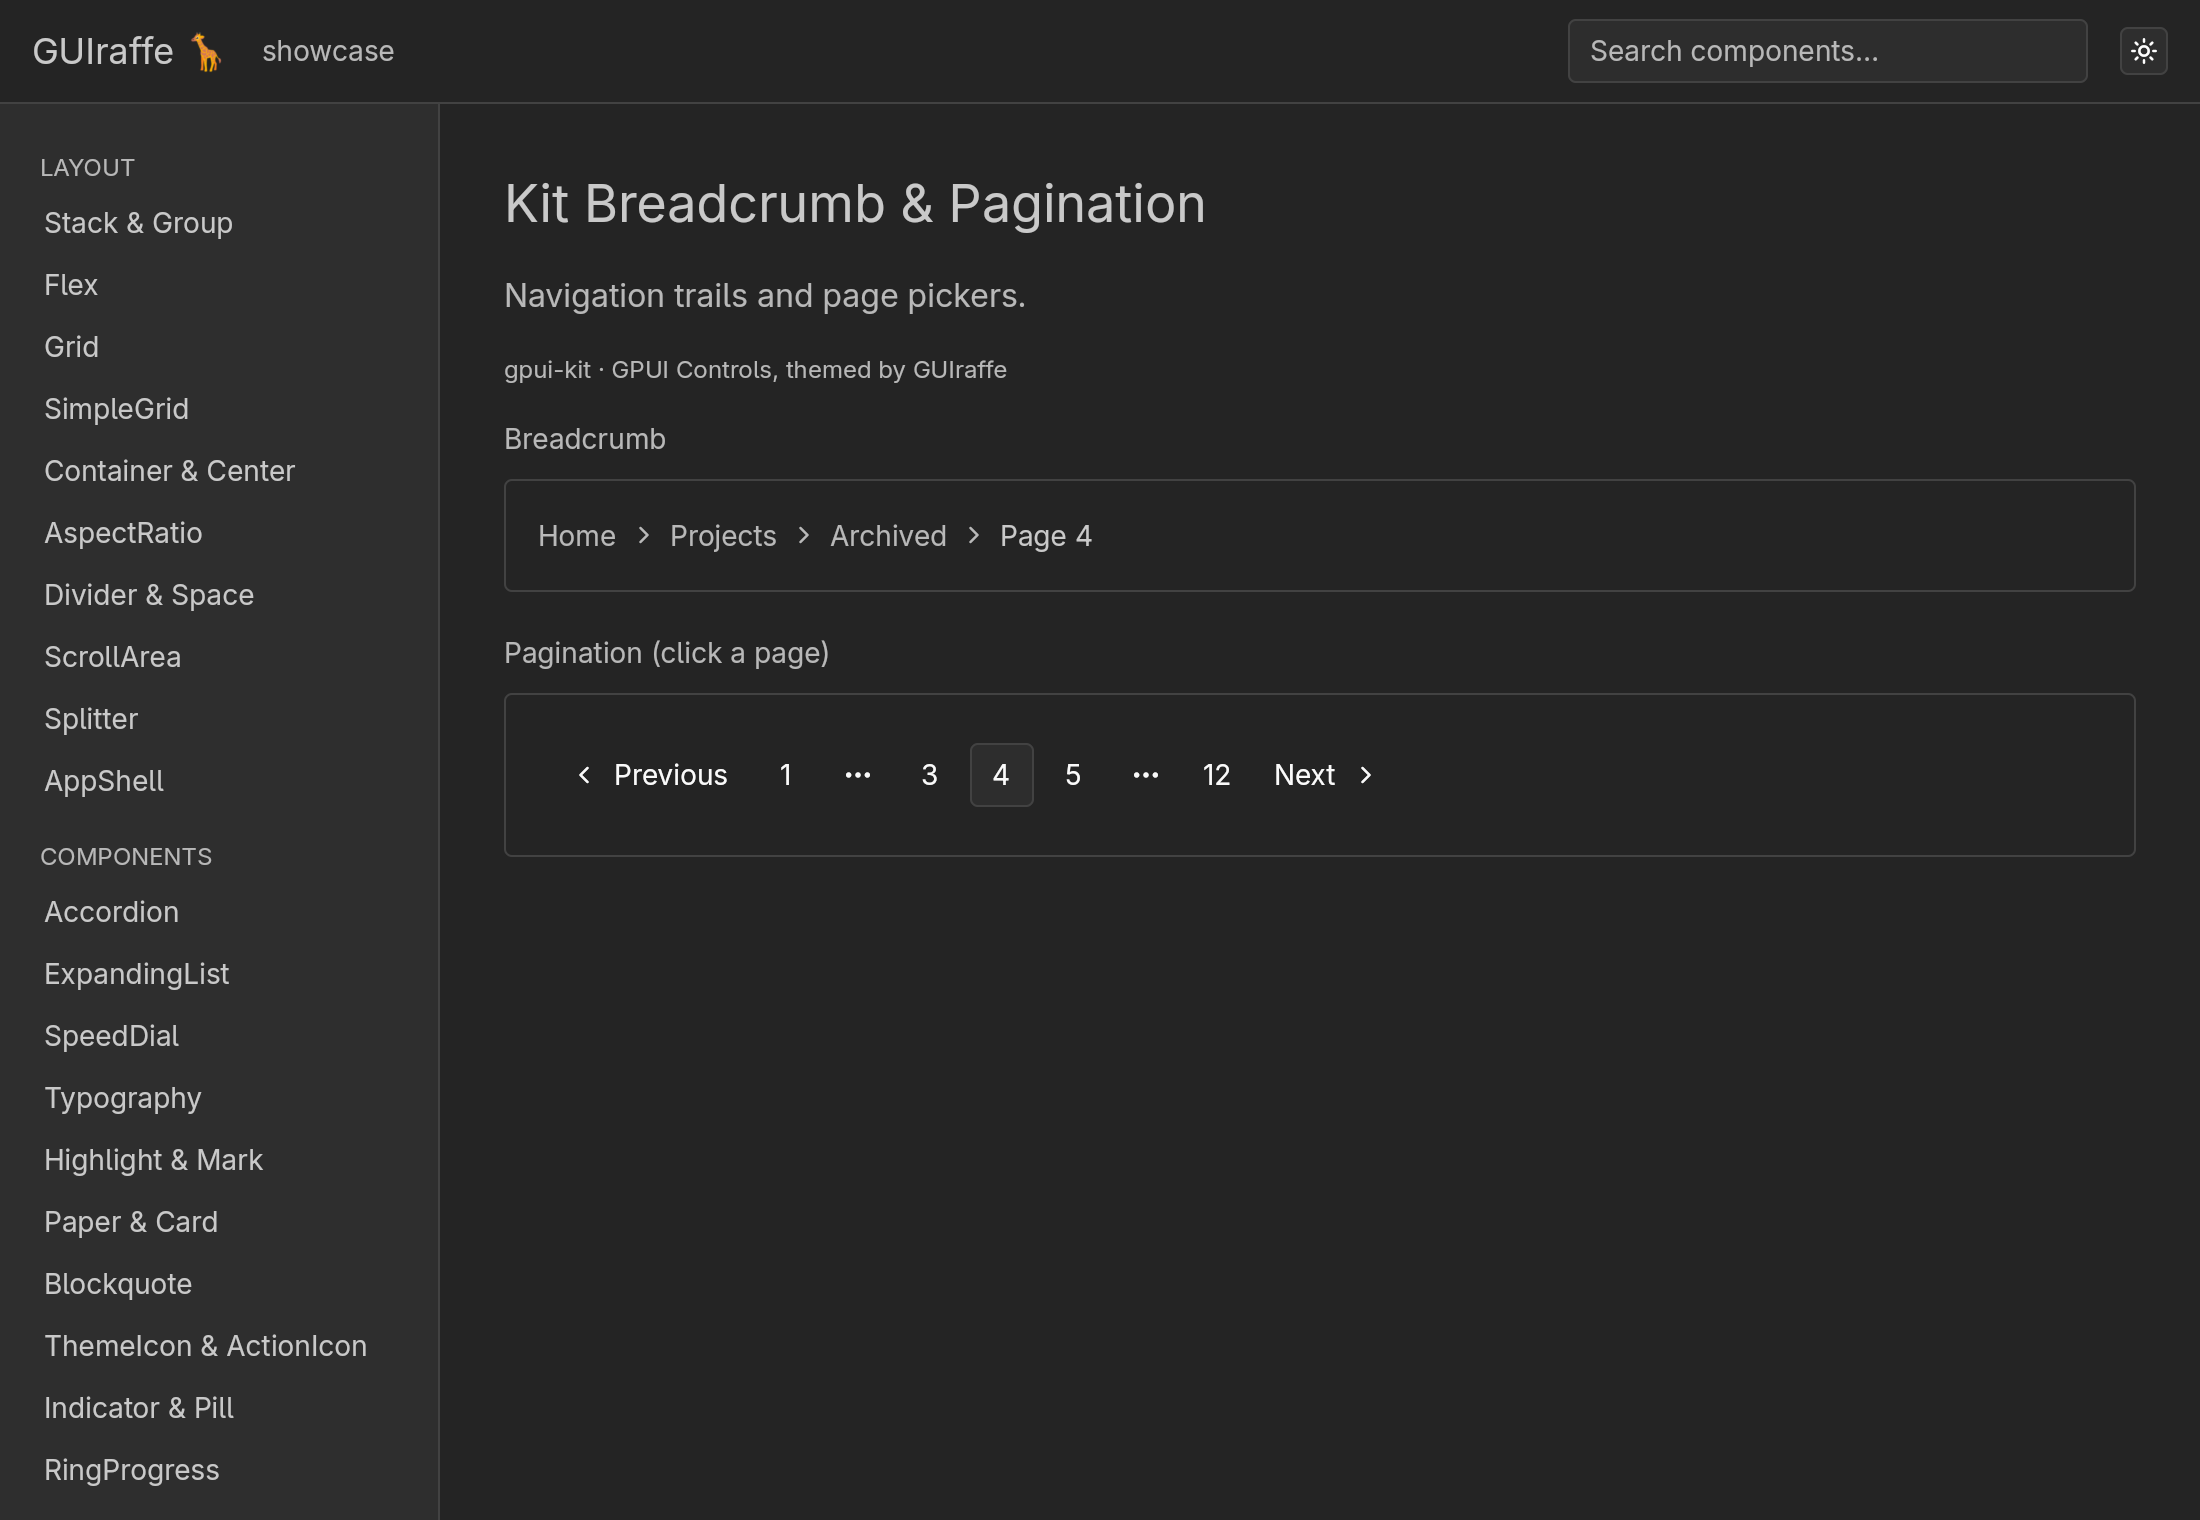 GUIraffe 🦒 showcase
Search components...
LAYOUT
Stack & Group
Flex
Grid
SimpleGrid
Container & Center
AspectRatio
Divider & Space
ScrollArea
Splitter
AppShell
COMPONENTS
Accordion
ExpandingList
SpeedDial
Typography
Highlight & Mark
Paper & Card
Blockquote
ThemeIcon & ActionIcon
Indicator & Pill
RingProgress
Kit Breadcrumb & Pagination
Navigation trails and page pickers.
gpui-kit · GPUI Controls, themed by GUIraffe
Breadcrumb
Home > Projects > Archived > Page 4
Pagination (click a page)
< Previous 1 ••• 3 4 5 ••• 12 Next >